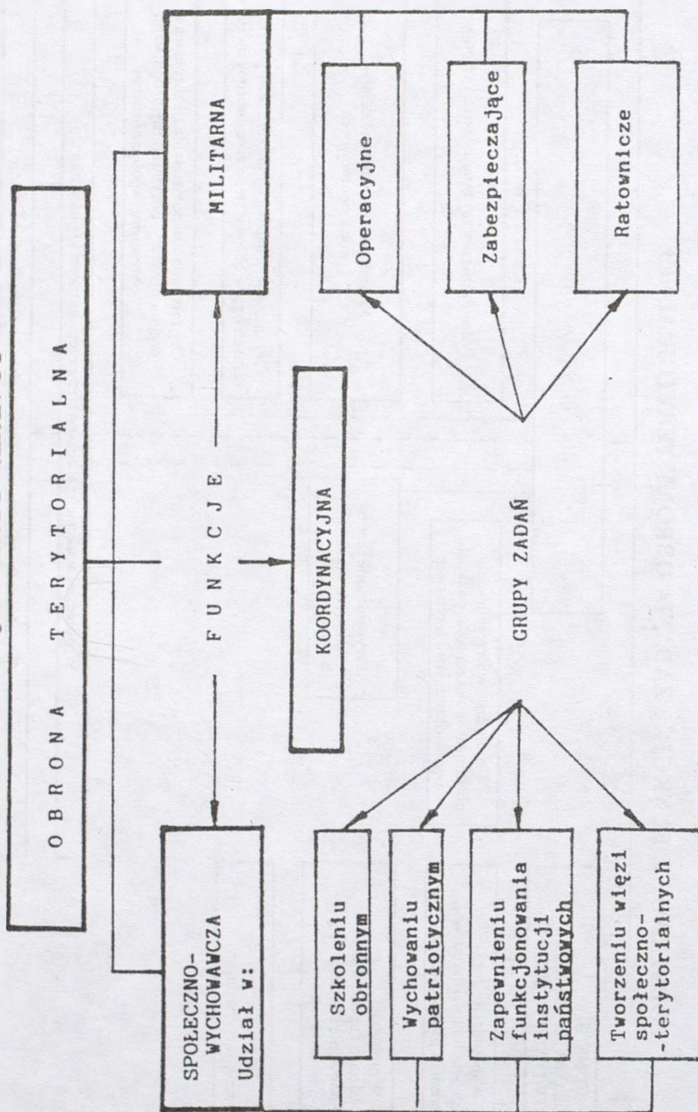 OBRONA TERYTORIALNA
FUNKCJE
SPOŁECZNO-
WYCHOWAWCZA
Udział w:
KOORDYNACYJNA
MILITARNA
GRUPY ZADAŃ
Szkoleniu
obronnym
Wychowaniu
patriotycznym
Zapewnieniu
funkcjonowania
instytucji
państwowych
Tworzeniu więzi
społeczno-
-terytorialnych
Operacyjne
Zabezpieczające
Ratownicze